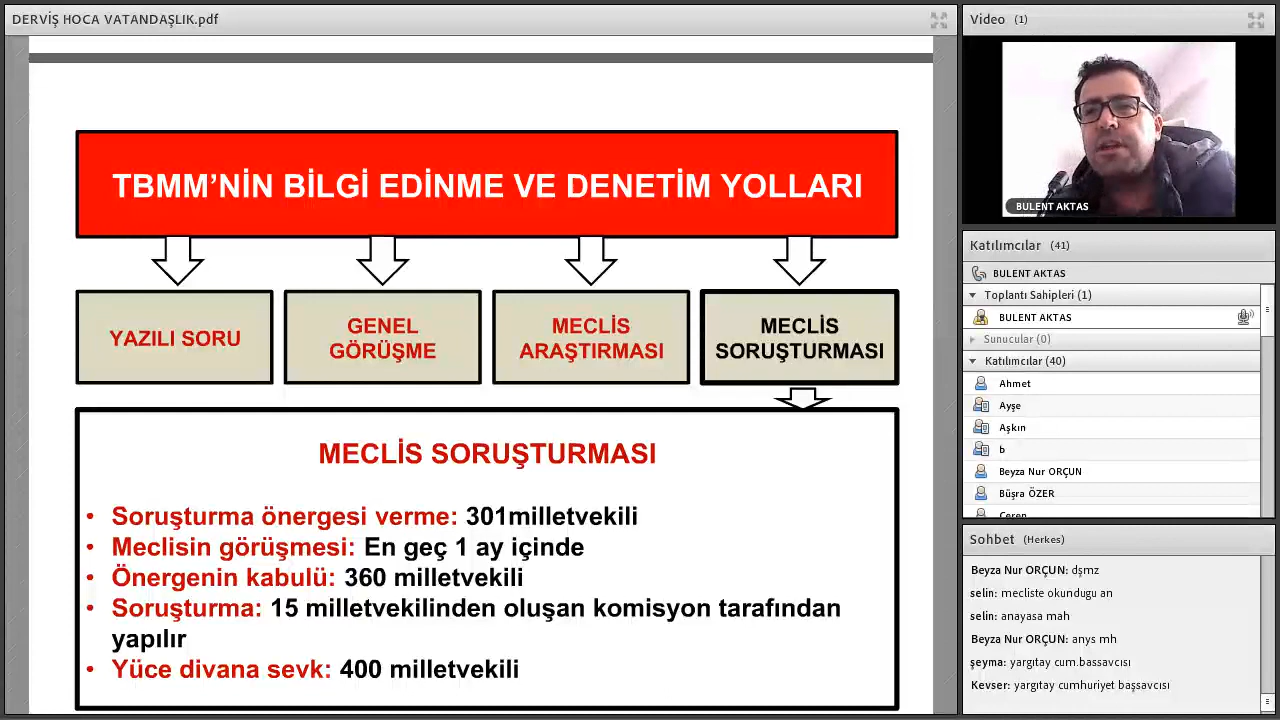 DERVİŞ HOCA VATANDAŞLIK.pdf
TBMM’NİN BİLGİ EDİNME VE DENETİM YOLLARI
YAZILI SORU
GENEL
GÖRÜŞME
MECLİS
ARAŞTIRMASI
MECLİS
SORUŞTURMASI
MECLİS SORUŞTURMASI
• Soruşturma önergesi verme: 301milletvekili
• Meclisin görüşmesi: En geç 1 ay içinde
• Önergenin kabulü: 360 milletvekili
• Soruşturma: 15 milletvekilinden oluşan komisyon tarafından
yapılır
• Yüce divana sevk: 400 milletvekili
Video (1)
BULENT AKTAS
Katılımcılar (41)
BULENT AKTAS
Toplantı Sahipleri (1)
BULENT AKTAS
Sunucular (0)
Katılımcılar (40)
Ahmet
Ayşe
Aşkın
b
Beyza Nur ORÇUN
Büşra ÖZER
Ceren
Sohbet (Herkes)
Beyza Nur ORÇUN: dşmz
selin: mecliste okundugu an
selin: anayasa mah
Beyza Nur ORÇUN: anys mh
şeyma: yargıtay cum.başsavcısı
Kevser: yargıtay cumhuriyet başsavcısı